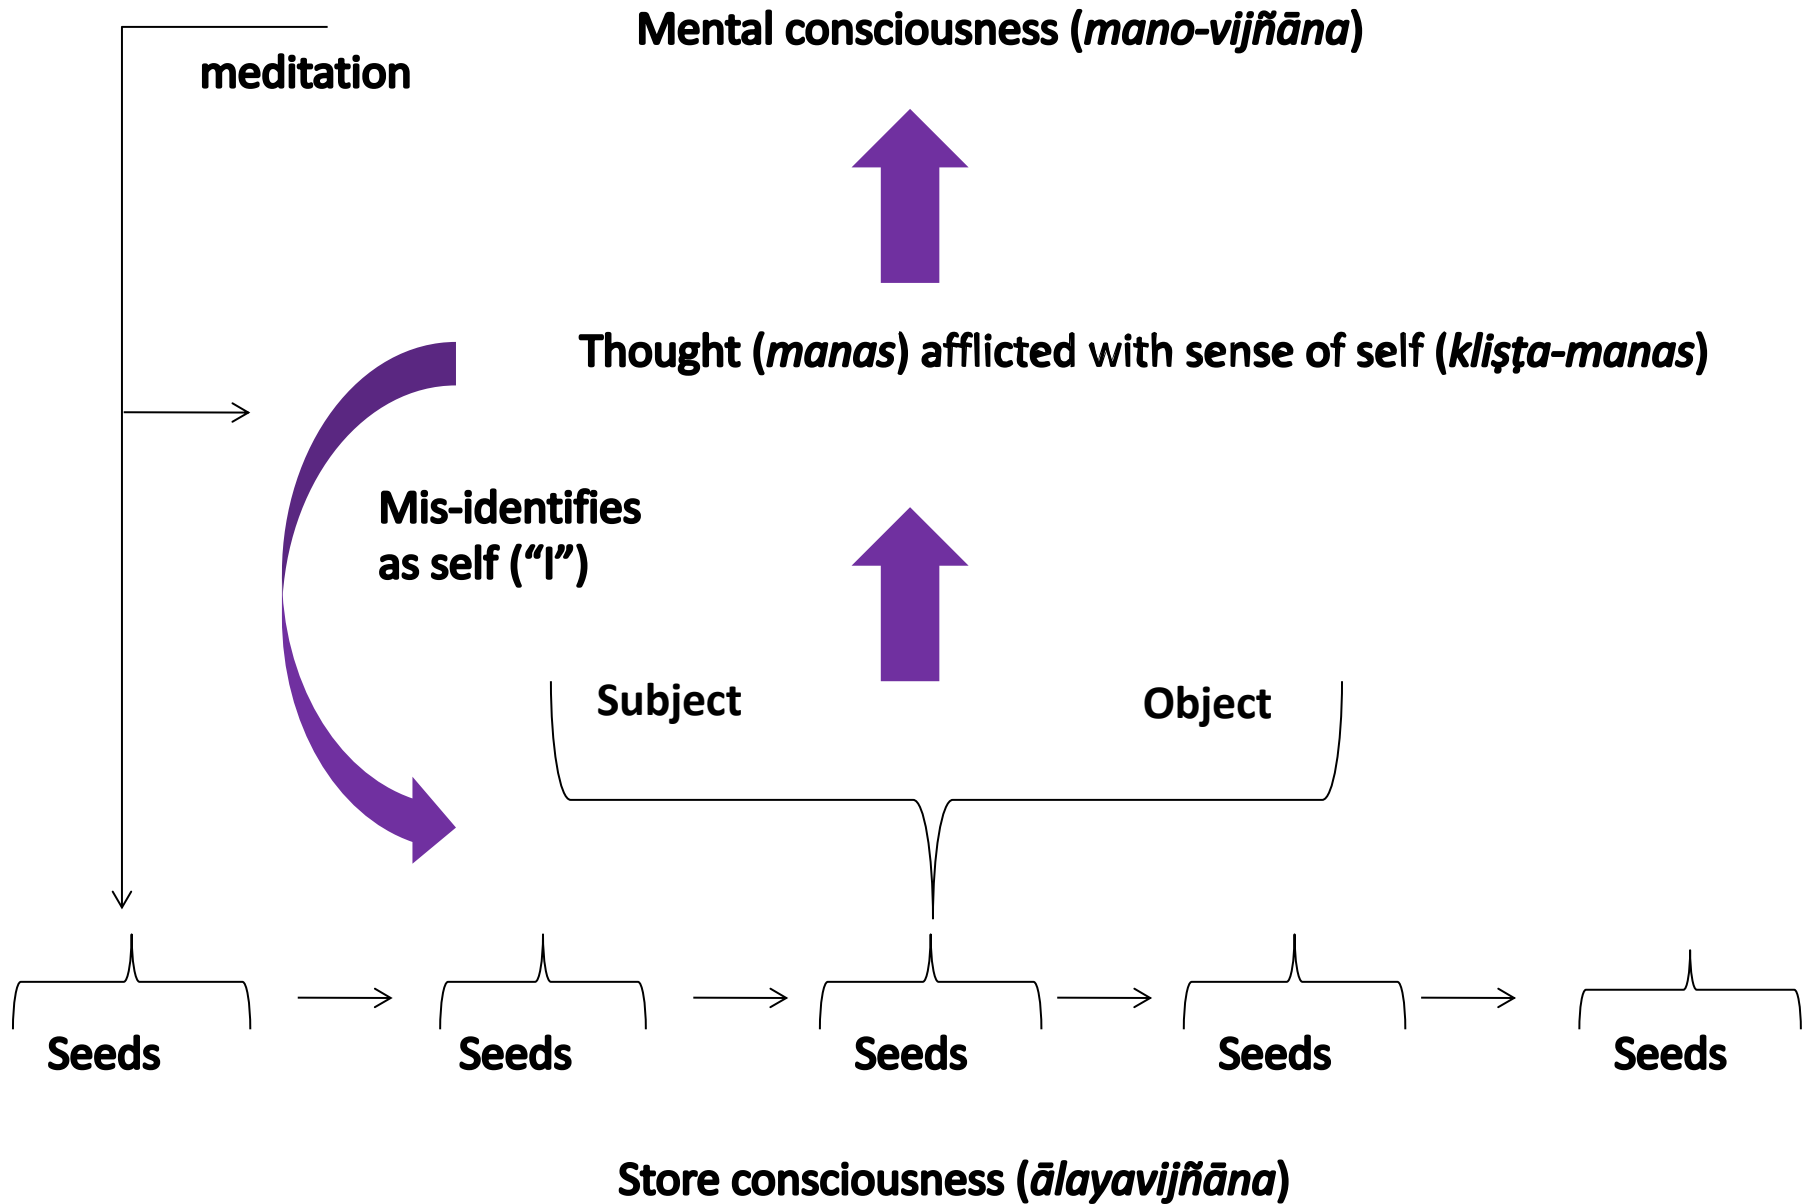 Mental consciousness (mano-vijñāna)
meditation
Thought (manas) afflicted with sense of self (kliṣṭa-manas)
Mis-identifies
as self (“I”)
Subject
Object
Seeds
Seeds
Seeds
Seeds
Seeds
Store consciousness (ālayavijñāna)